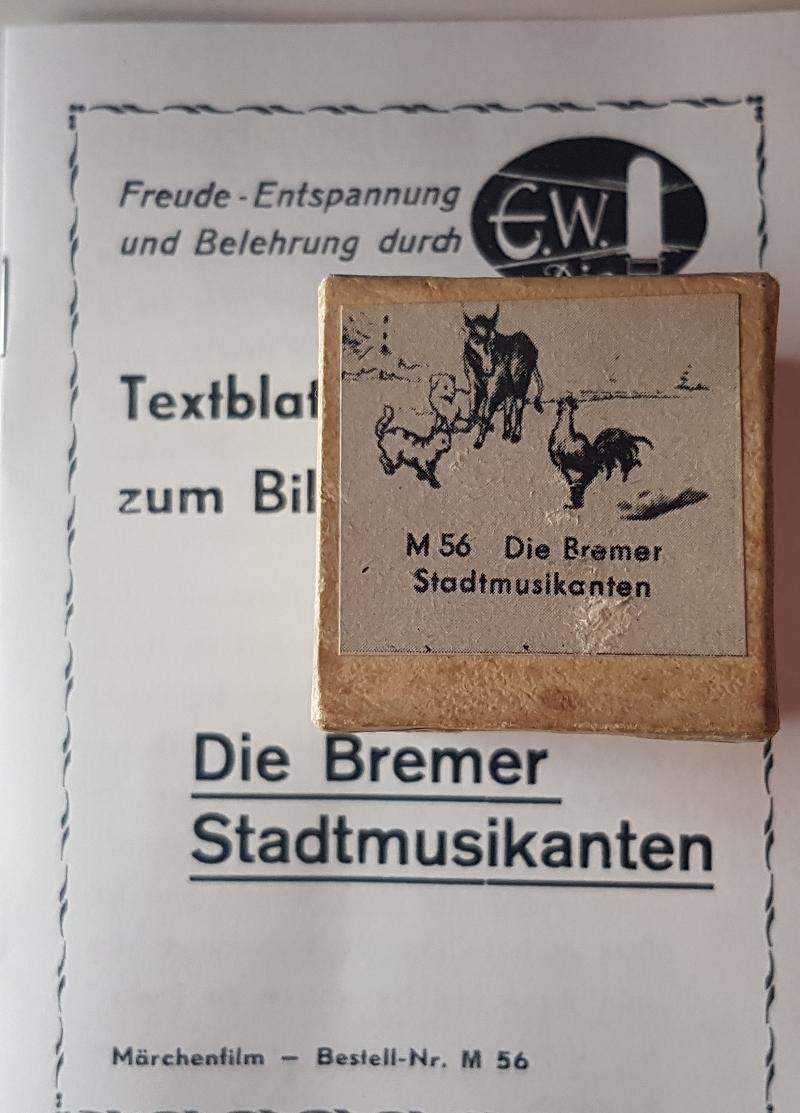 Freude - Entspannung
und Belehrung durch
E.W.
Textblat
zum Bil
M 56 Die Bremer
Stadtmusikanten
Die Bremer
Stadtmusikanten
Märchenfilm — Bestell-Nr. M 56